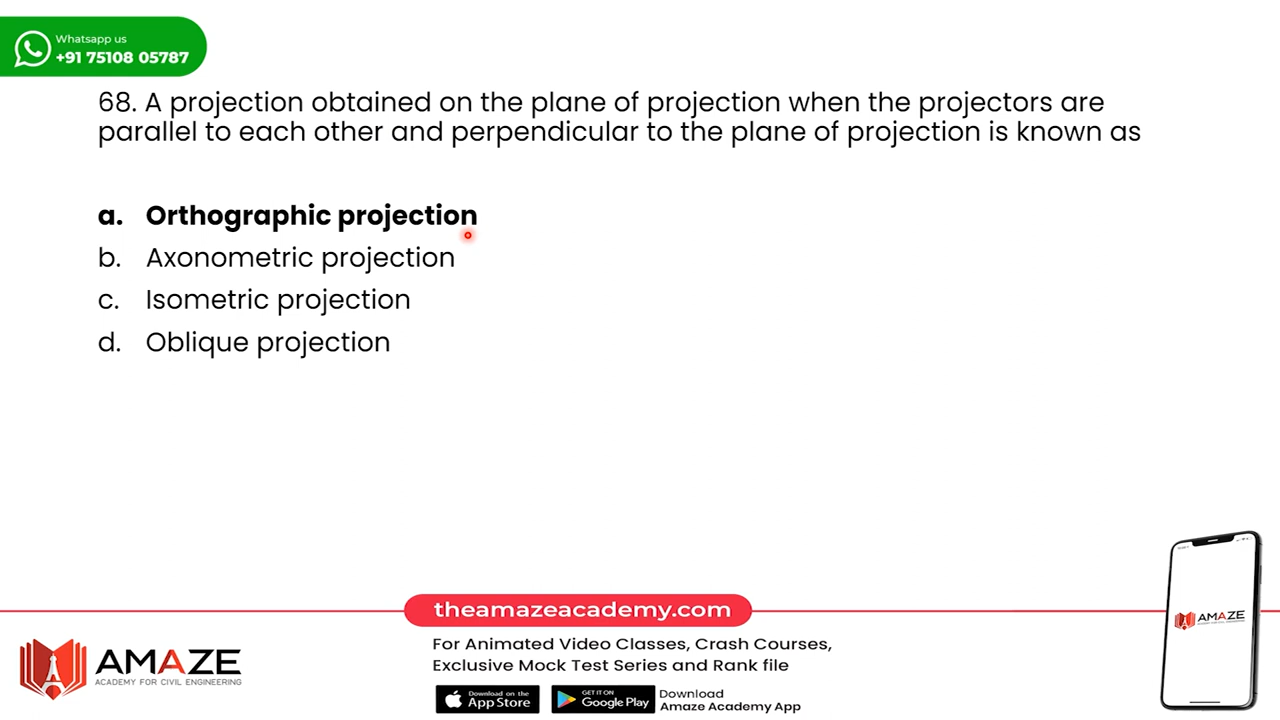 Whatsapp us
+91 75108 05787
68. A projection obtained on the plane of projection when the projectors are
parallel to each other and perpendicular to the plane of projection is known as
a. Orthographic projection
b. Axonometric projection
c. Isometric projection
d. Oblique projection
theamazeacademy.com
For Animated Video Classes, Crash Courses,
Exclusive Mock Test Series and Rank file
AMAZE
ACADEMY FOR CIVIL ENGINEERING
Download on the
App Store
GET IT ON
Google Play
Download
Amaze Academy App
AMAZE